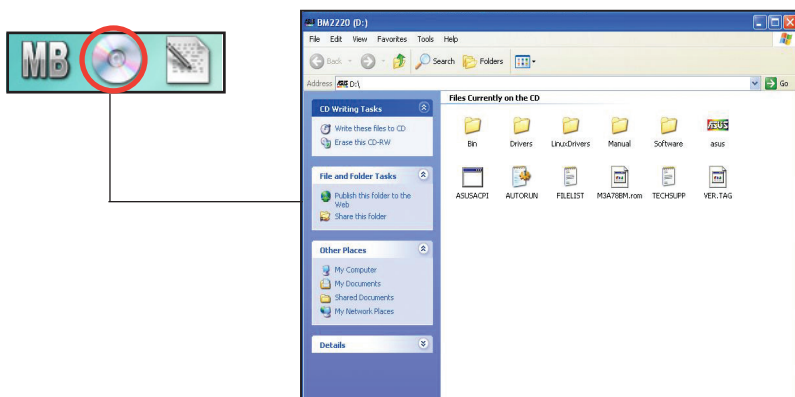 MB
BM2220 (D:)
File Edit View Favorites Tools Help
Back Search Folders
Address D:\ Go
CD Writing Tasks
Write these files to CD
Erase this CD-RW
File and Folder Tasks
Publish this folder to the
Web
Share this folder
Other Places
My Computer
My Documents
Shared Documents
My Network Places
Details
Files Currently on the CD
Bin Drivers LinuxDrivers Manual Software asus
ASUSACPI AUTORUN FILELIST M3A78BM.rom TECHSUPP VER.TAG